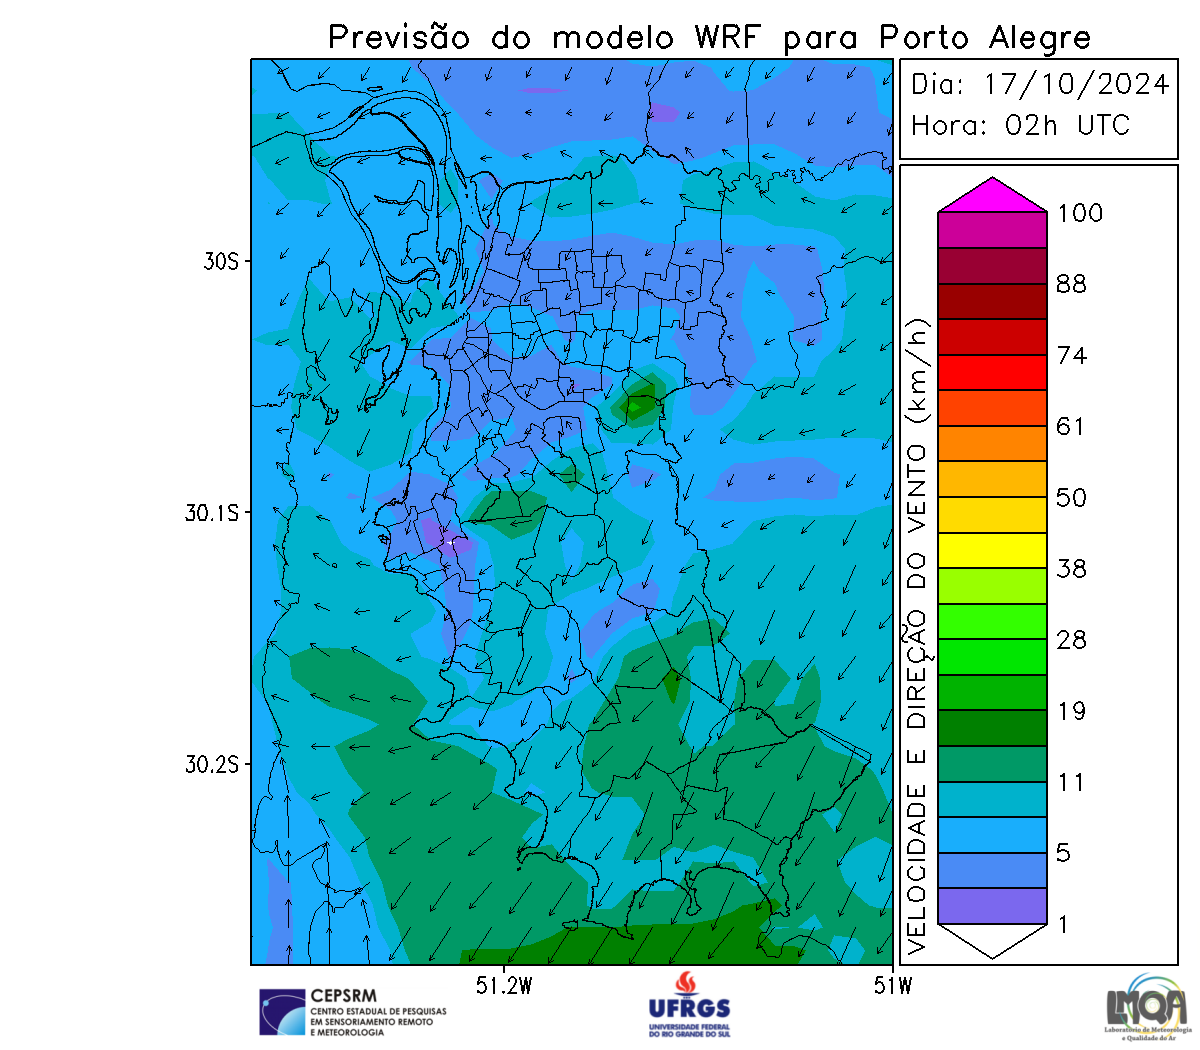 Previsão do modelo WRF para Porto Alegre
Dia: 17/10/2024
Hora: 02h UTC
30S
30.1S
30.2S
51.2W
51W
VELOCIDADE E DIREÇÃO DO VENTO (km/h)
100
88
74
61
50
38
28
19
11
5
1
CEPSRM
CENTRO ESTADUAL DE PESQUISAS
EM SENSORIAMENTO REMOTO
E METEOROLOGIA
UFRGS
UNIVERSIDADE FEDERAL
DO RIO GRANDE DO SUL
LMQA
Laboratório de Meteorologia
e Qualidade do Ar